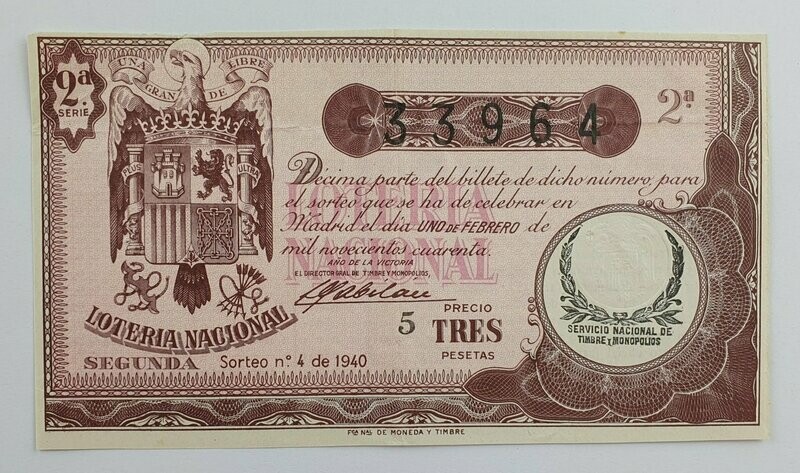 2ª
SERIE
UNA GRANDE LIBRE
33964
2ª
PLUS ULTRA
LOTERIA
NACIONAL
Décima parte del billete de dicho número, para
el sorteo que se ha de celebrar en
Madrid el día UNO DE FEBRERO de
mil novecientos cuarenta.
AÑO DE LA VICTORIA
EL DIRECTOR GRAL DE TIMBRE Y MONOPOLIOS,
LOTERIA NACIONAL
SEGUNDA Sorteo n.º 4 de 1940
5
PRECIO
TRES
PESETAS
SERVICIO NACIONAL DE
TIMBRE Y MONOPOLIOS
Fca NAL DE MONEDA Y TIMBRE